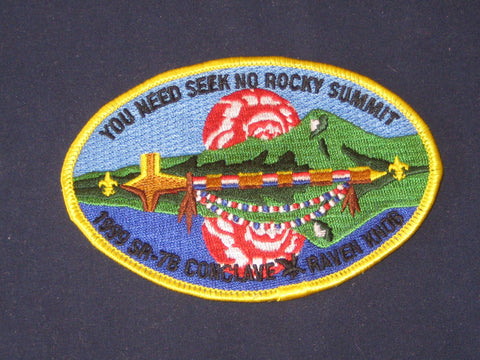 YOU NEED SEEK NO ROCKY SUMMIT
1999 SR-7B CONCLAVE RAVEN KNOB